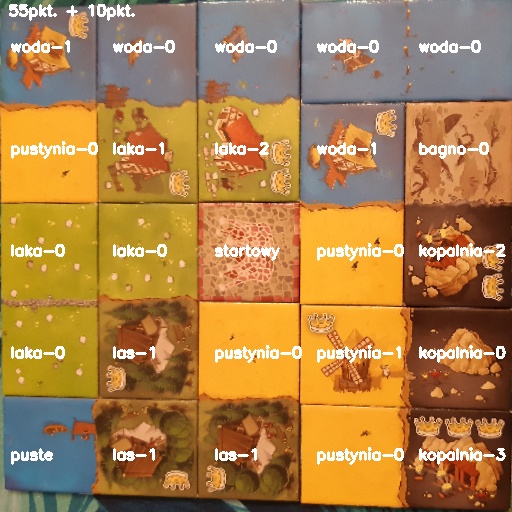 55pkt. + 10pkt.
woda-1 woda-0 woda-0 woda-0 woda-0
pustynia-0 laka-1 laka-2 woda-1 bagno-0
laka-0 laka-0 startowy pustynia-0 kopalnia-2
laka-0 las-1 pustynia-0 pustynia-1 kopalnia-0
puste las-1 las-1 pustynia-0 kopalnia-3